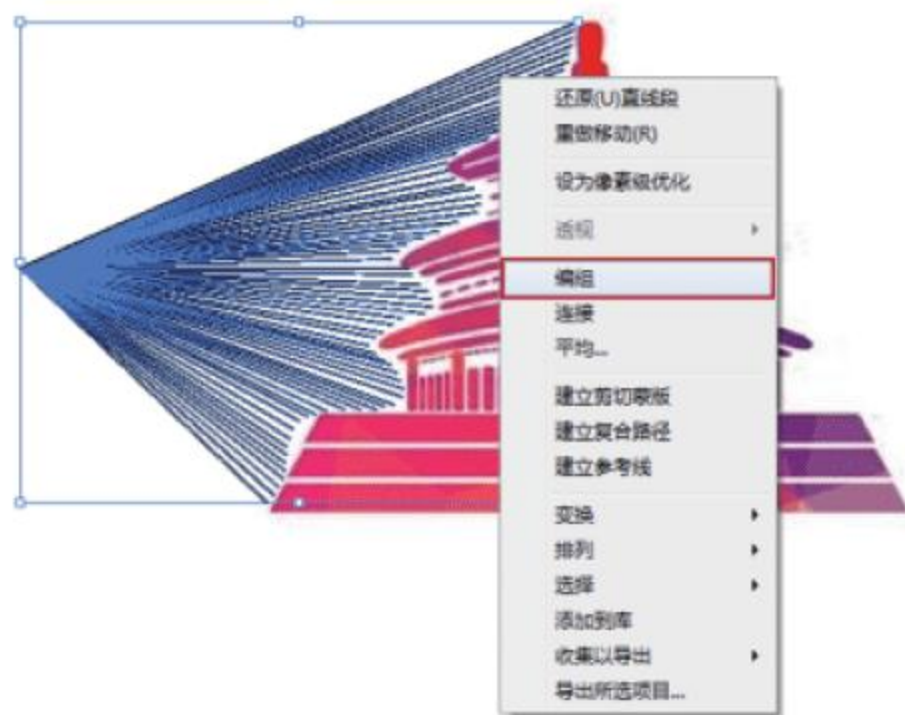 还原(U)直线段
重做移动(R)
设为像素级优化
透视
编组
连接
平均...
建立剪切蒙版
建立复合路径
建立参考线
变换
排列
选择
添加到库
收集以导出
导出所选项目...